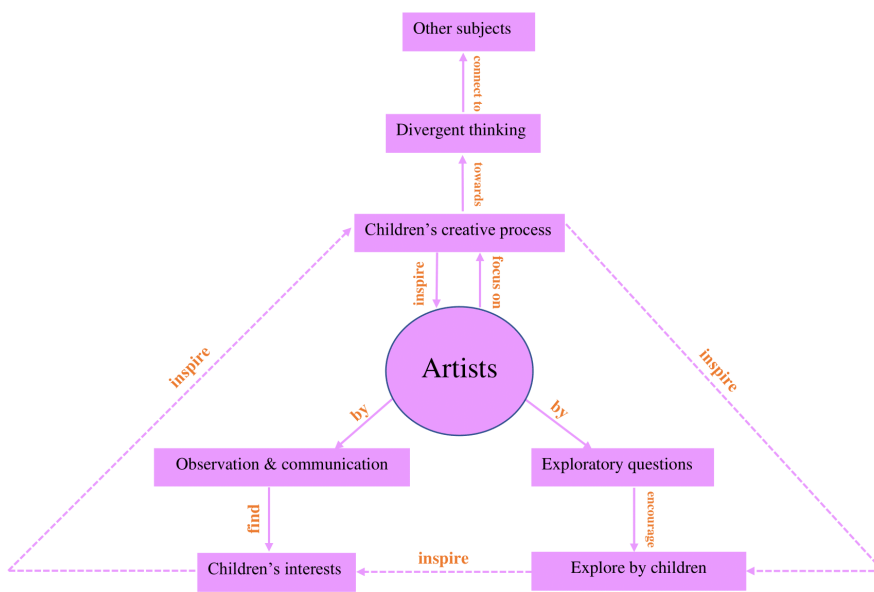 Other subjects
connect to
Divergent thinking
towards
Children’s creative process
inspire
focus on
inspire
inspire
Artists
by
by
Observation & communication
Exploratory questions
find
encourage
inspire
Children’s interests
Explore by children